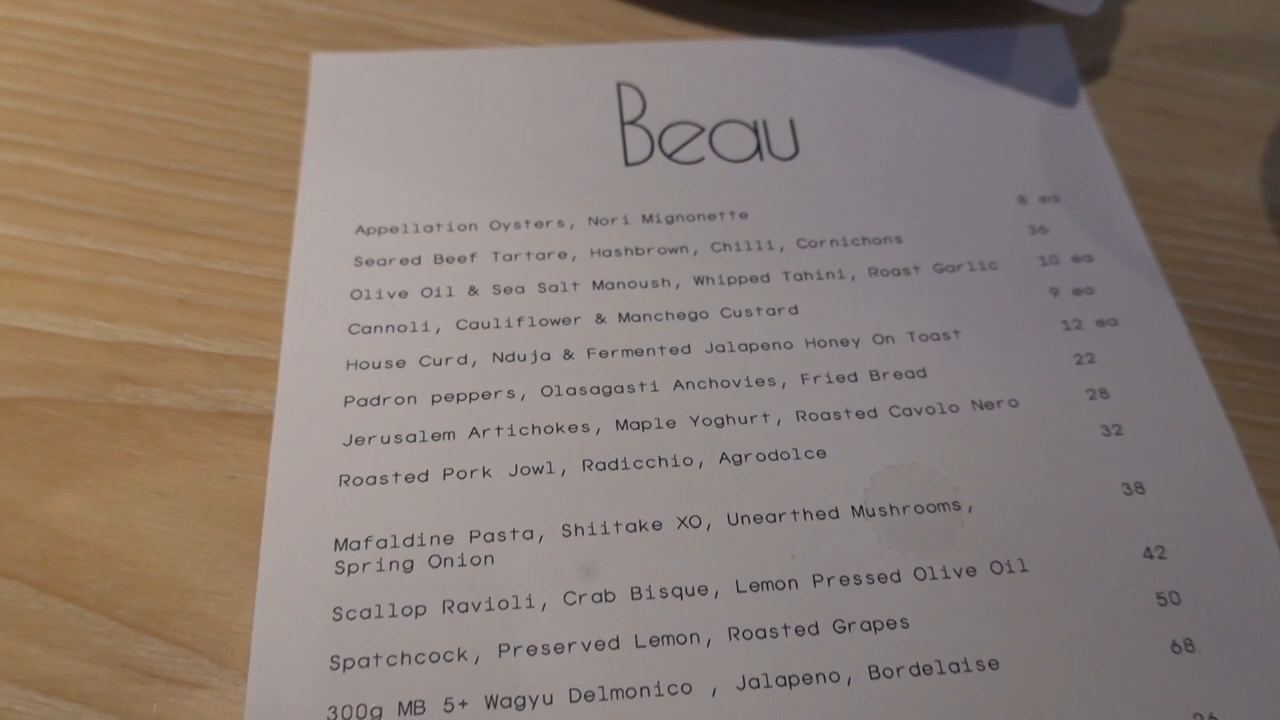 Beau
Appellation Oysters, Nori Mignonette 8 ea
Seared Beef Tartare, Hashbrown, Chilli, Cornichons 36
Olive Oil & Sea Salt Manoush, Whipped Tahini, Roast Garlic 10 ea
Cannoli, Cauliflower & Manchego Custard 9 ea
House Curd, Nduja & Fermented Jalapeno Honey On Toast 12 ea
Padron peppers, Olasagasti Anchovies, Fried Bread 22
Jerusalem Artichokes, Maple Yoghurt, Roasted Cavolo Nero 28
Roasted Pork Jowl, Radicchio, Agrodolce 32
Mafaldine Pasta, Shiitake XO, Unearthed Mushrooms, 38
Spring Onion
Scallop Ravioli, Crab Bisque, Lemon Pressed Olive Oil 42
Spatchcock, Preserved Lemon, Roasted Grapes 50
300g MB 5+ Wagyu Delmonico , Jalapeno, Bordelaise 68